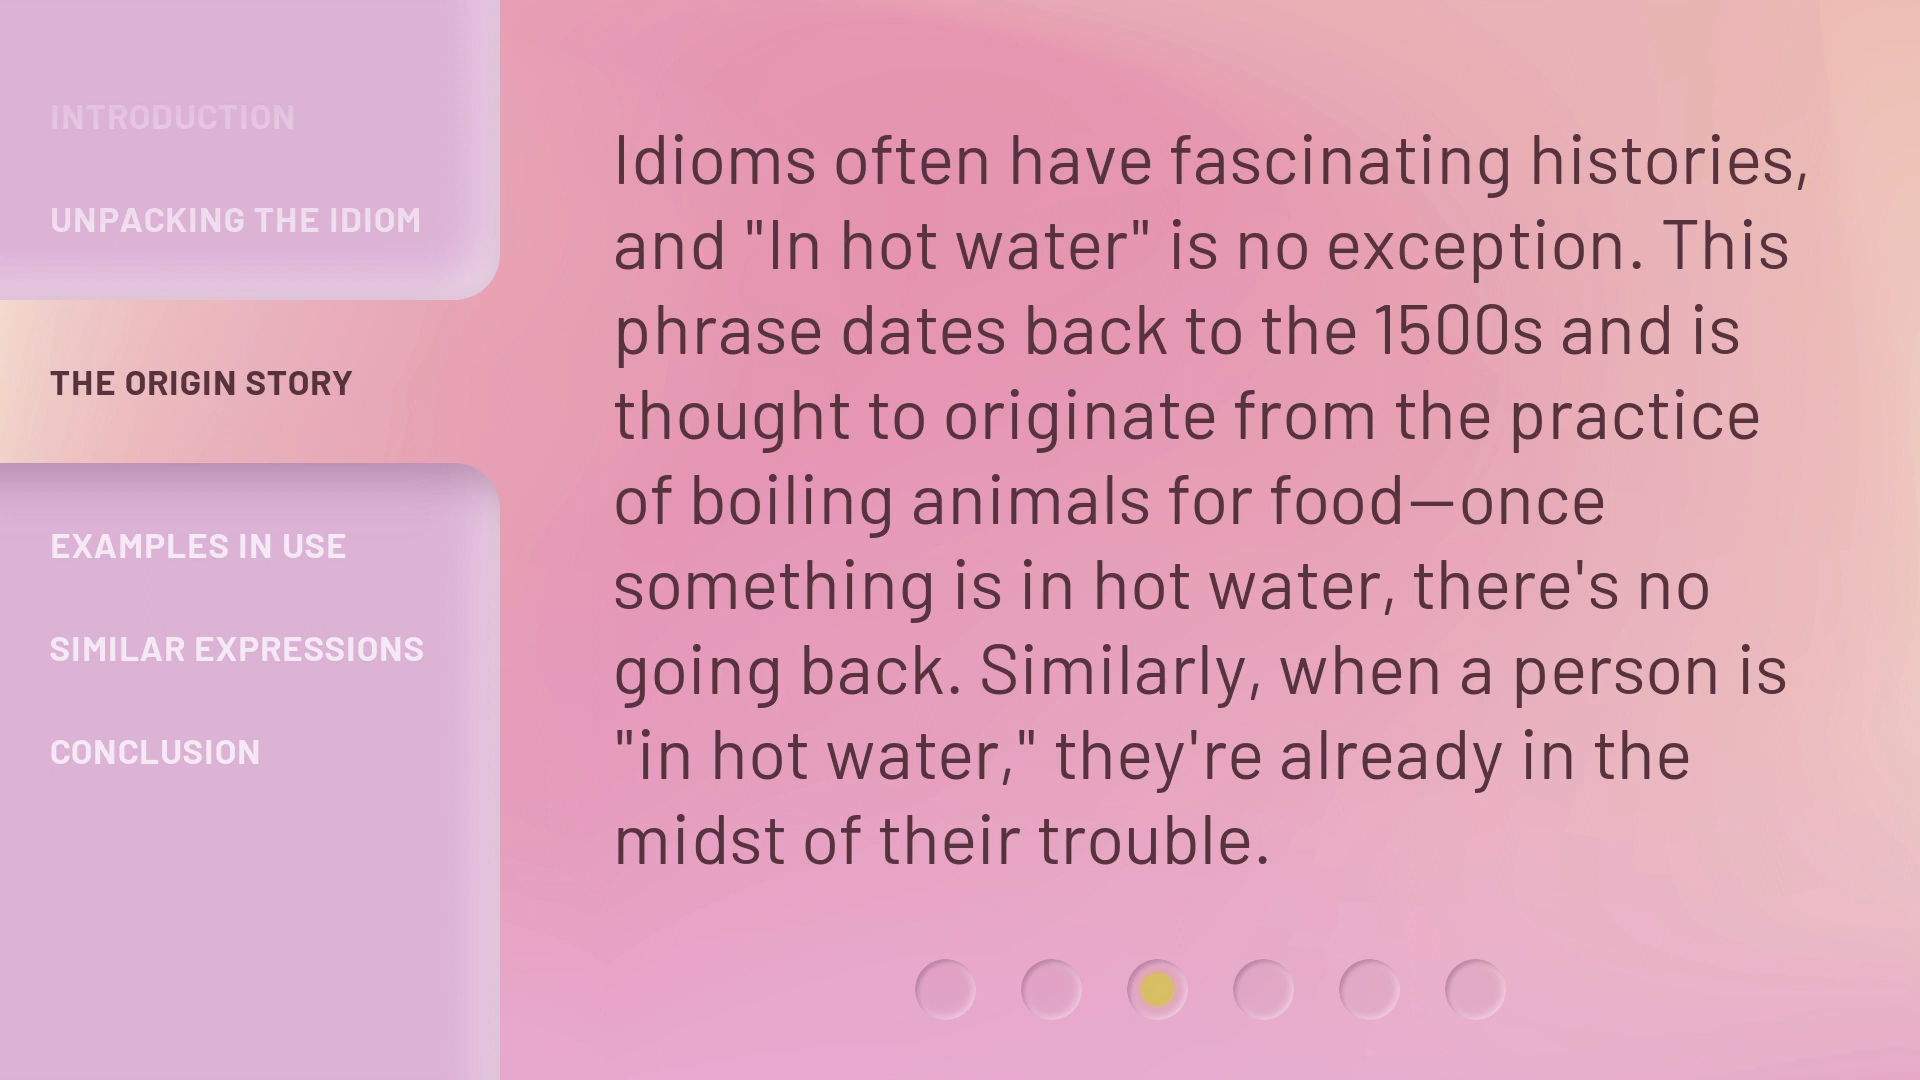 INTRODUCTION
UNPACKING THE IDIOM
THE ORIGIN STORY
EXAMPLES IN USE
SIMILAR EXPRESSIONS
CONCLUSION
Idioms often have fascinating histories,
and "In hot water" is no exception. This
phrase dates back to the 1500s and is
thought to originate from the practice
of boiling animals for food—once
something is in hot water, there's no
going back. Similarly, when a person is
"in hot water," they're already in the
midst of their trouble.